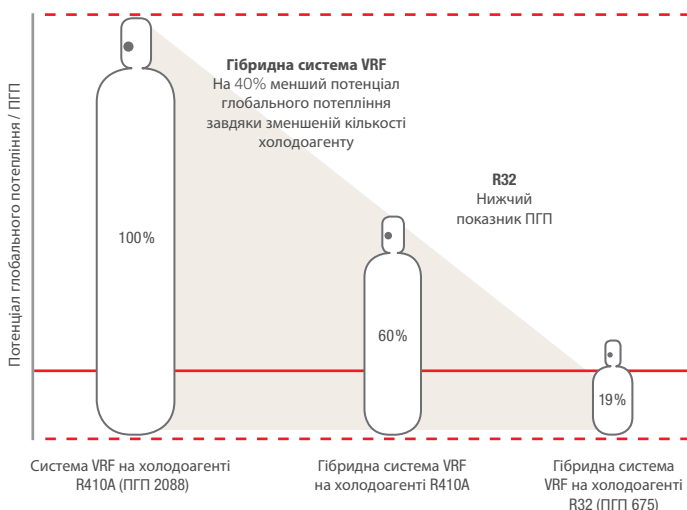 Потенціал глобального потепління / ПГП
Гібридна система VRF
На 40% менший потенціал
глобального потепління
завдяки зменшеній кількості
холодоагенту
R32
Нижчий
показник ПГП
100%
60%
19%
Система VRF на холодоагенті
R410A (ПГП 2088)
Гібридна система VRF
на холодоагенті R410A
Гібридна система
VRF на холодоагенті
R32 (ПГП 675)